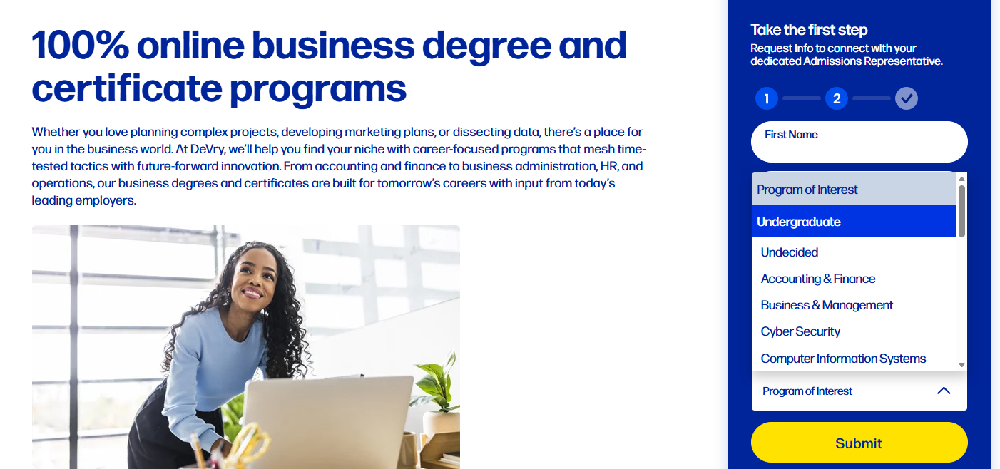 100% online business degree and
certificate programs
Whether you love planning complex projects, developing marketing plans, or dissecting data, there's a place for
you in the business world. At DeVry, we'll help you find your niche with career-focused programs that mesh time-
tested tactics with future-forward innovation. From accounting and finance to business administration, HR, and
operations, our business degrees and certificates are built for tomorrow's careers with input from today's
leading employers.
Take the first step
Request info to connect with your
dedicated Admissions Representative.
1 2
First Name
Program of Interest
Undergraduate
Undecided
Accounting & Finance
Business & Management
Cyber Security
Computer Information Systems
Program of Interest
Submit